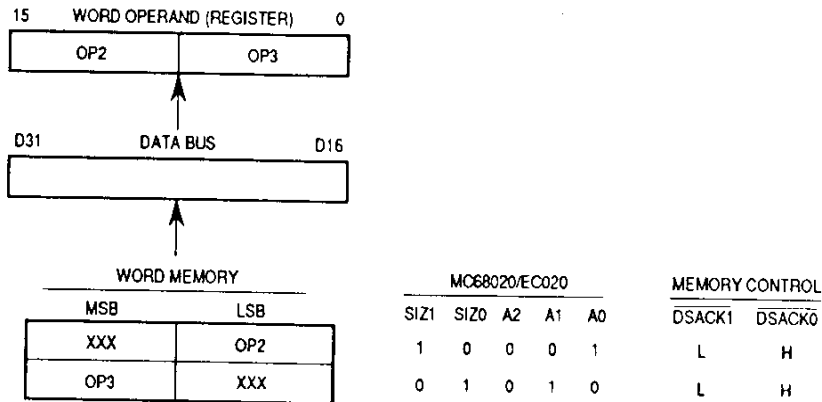 15 WORD OPERAND (REGISTER) 0
OP2 OP3
D31 DATA BUS D16
WORD MEMORY
MSB LSB
XXX OP2
OP3 XXX
MC68020/EC020
SIZ1 SIZ0 A2 A1 A0
1 0 0 0 1
0 1 0 1 0
MEMORY CONTROL
DSACK1 DSACK0
L H
L H